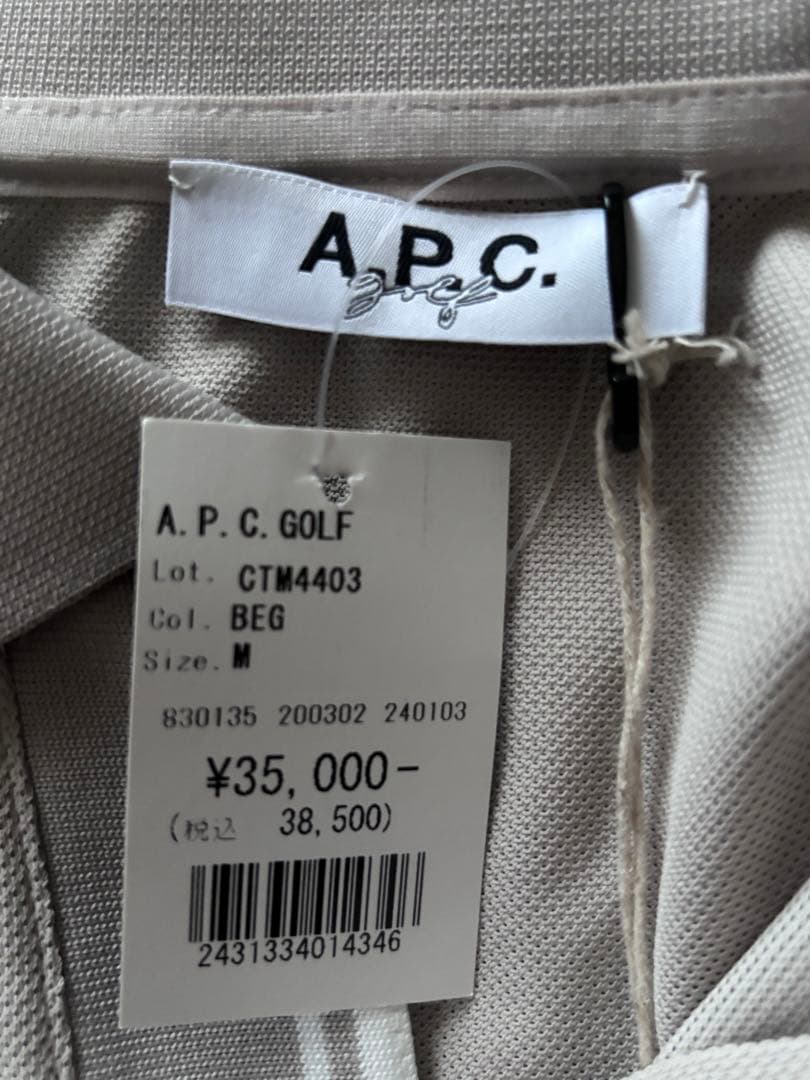 A.P.C.
Golf
A.P.C.GOLF
Lot. CTM4403
Col. BEG
Size. M
830135 200302 240103
¥35,000-
(税込 38,500)
2431334014346